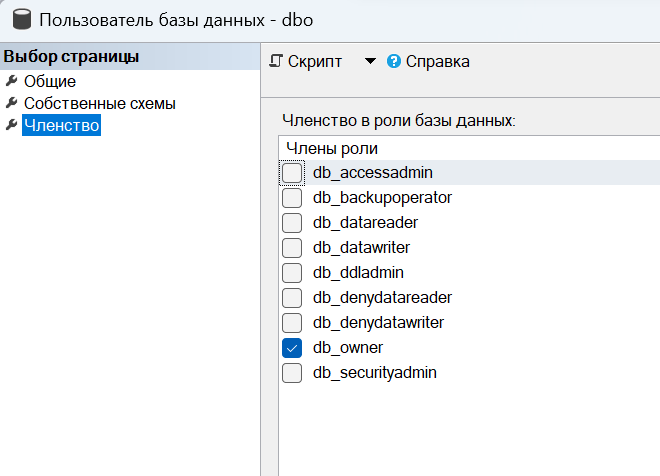 Пользователь базы данных - dbo
Выбор страницы
Общие
Собственные схемы
Членство
Скрипт
Справка
Членство в роли базы данных:
Члены роли
db_accessadmin
db_backupoperator
db_datareader
db_datawriter
db_ddladmin
db_denydatareader
db_denydatawriter
db_owner
db_securityadmin